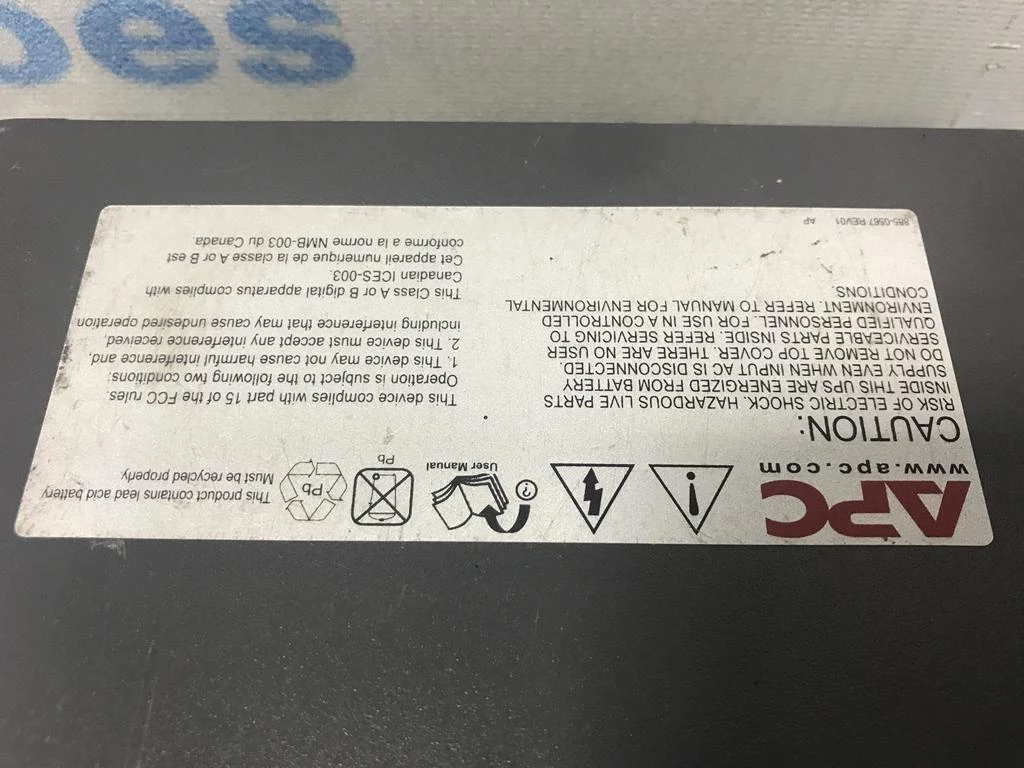 APC
www.apc.com
CAUTION:
RISK OF ELECTRIC SHOCK. HAZARDOUS LIVE PARTS
INSIDE THIS UPS ARE ENERGIZED FROM BATTERY
SUPPLY EVEN WHEN INPUT AC IS DISCONNECTED.
DO NOT REMOVE TOP COVER. THERE ARE NO USER
SERVICEABLE PARTS INSIDE. REFER SERVICING TO
QUALIFIED PERSONNEL. FOR USE IN A CONTROLLED
ENVIRONMENT. REFER TO MANUAL FOR ENVIRONMENTAL
CONDITIONS.
885-0567 REV01 AP
?
User Manual
Pb
Pb
This product contains lead acid battery
Must be recycled properly.
This device complies with part 15 of the FCC rules.
Operation is subject to the following two conditions:
1. This device may not cause harmful interference and,
2. This device must accept any interference received,
including interference that may cause undesired operation
This Class A or B digital apparatus complies with
Canadian ICES-003.
Cet appareil numerique de la classe A or B est
conforme a la norme NMB-003 du Canada.
oes